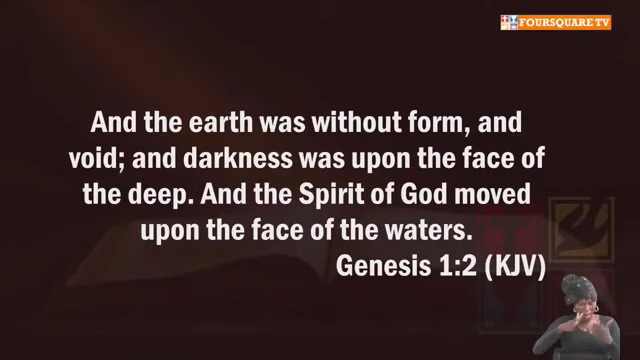 FOURSQUARE TV
And the earth was without form, and
void; and darkness was upon the face of
the deep. And the Spirit of God moved
upon the face of the waters.
Genesis 1:2 (KJV)